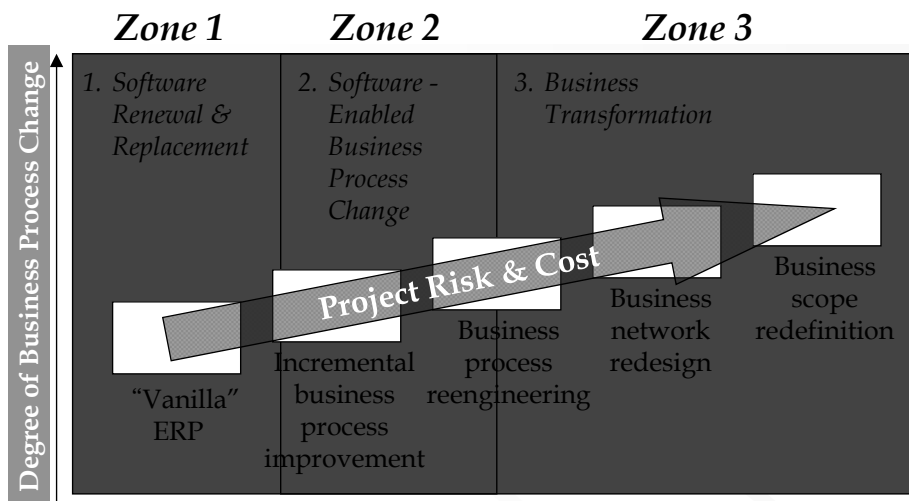 Zone 1
Zone 2
Zone 3
Degree of Business Process Change
1. Software
Renewal &
Replacement
2. Software -
Enabled
Business
Process
Change
3. Business
Transformation
Project Risk & Cost
“Vanilla”
ERP
Incremental
business
process
improvement
Business
process
reengineering
Business
network
redesign
Business
scope
redefinition